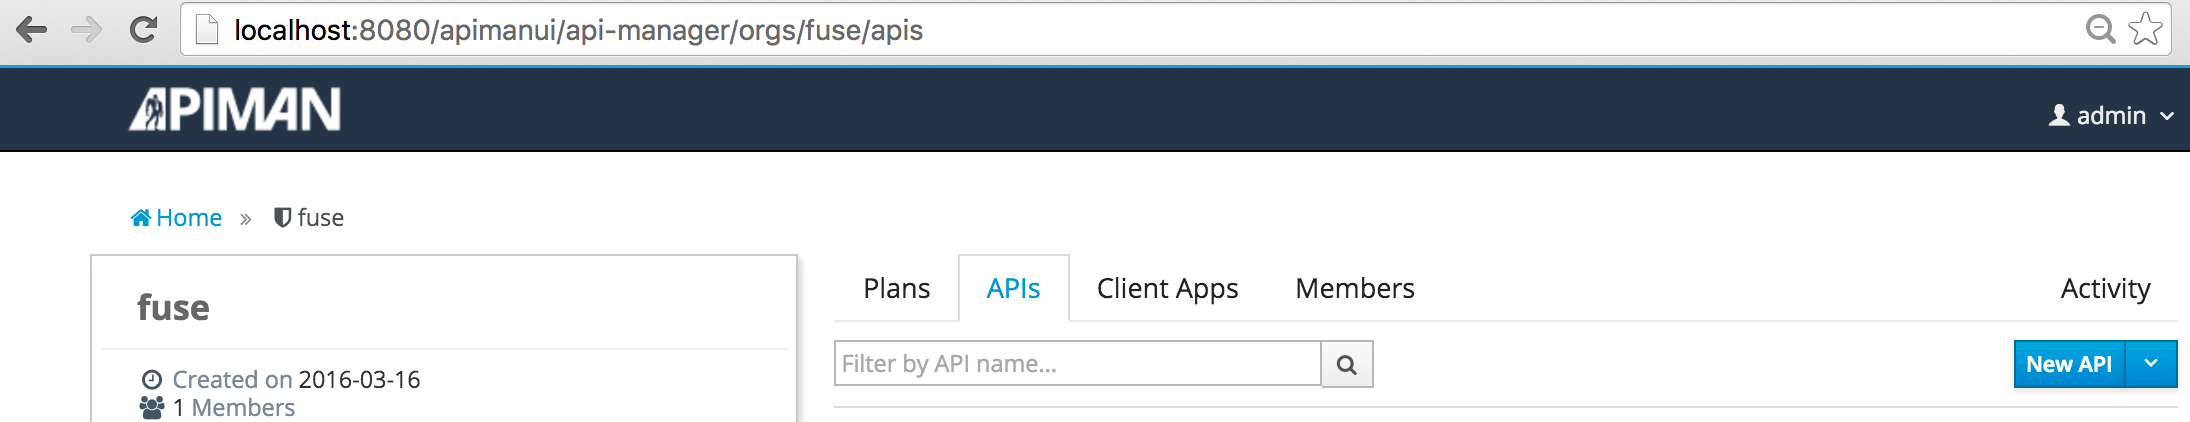 localhost:8080/apimanui/api-manager/orgs/fuse/apis
APIMAN
admin
Home » fuse
fuse
Created on 2016-03-16
1 Members
Plans APIs Client Apps Members Activity
Filter by API name...
New API